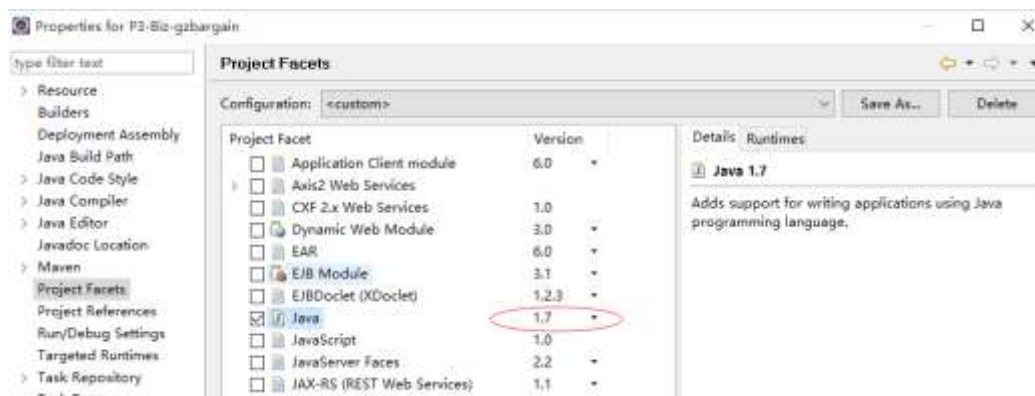 Properties for P3-Biz-gzbargain
type filter text
Resource
Builders
Deployment Assembly
Java Build Path
Java Code Style
Java Compiler
Java Editor
Javadoc Location
Maven
Project Facets
Project References
Run/Debug Settings
Targeted Runtimes
Task Repository
Project Facets
Configuration: <custom> Save As... Delete
Project Facet Version
Application Client module 6.0
Axis2 Web Services
CXF 2.x Web Services 1.0
Dynamic Web Module 3.0
EAR 6.0
EJB Module 3.1
EJBDoclet (XDoclet) 1.2.3
Java 1.7
JavaScript 1.0
JavaServer Faces 2.2
JAX-RS (REST Web Services) 1.1
Details Runtimes
Java 1.7
Adds support for writing applications using Java
programming language.